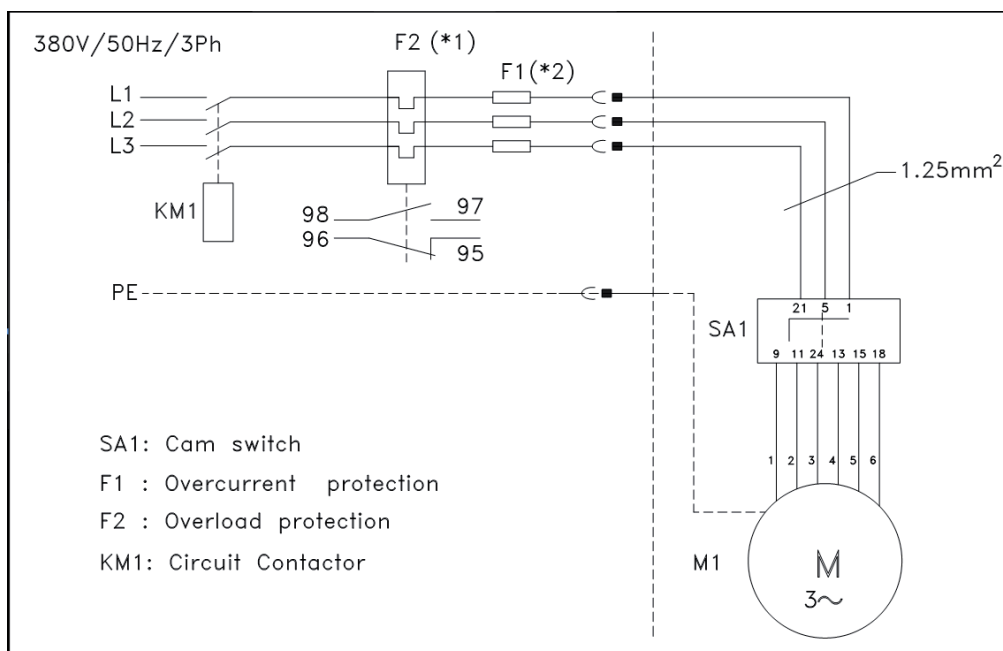 380V/50Hz/3Ph
F2 (*1)
F1(*2)
L1
L2
L3
1.25mm²
KM1
98
97
96
95
PE
21 5 1
SA1
9 11 24 13 15 18
SA1: Cam switch
1 2 3 4 5 6
F1 : Overcurrent protection
F2 : Overload protection
KM1: Circuit Contactor
M1
M
3~